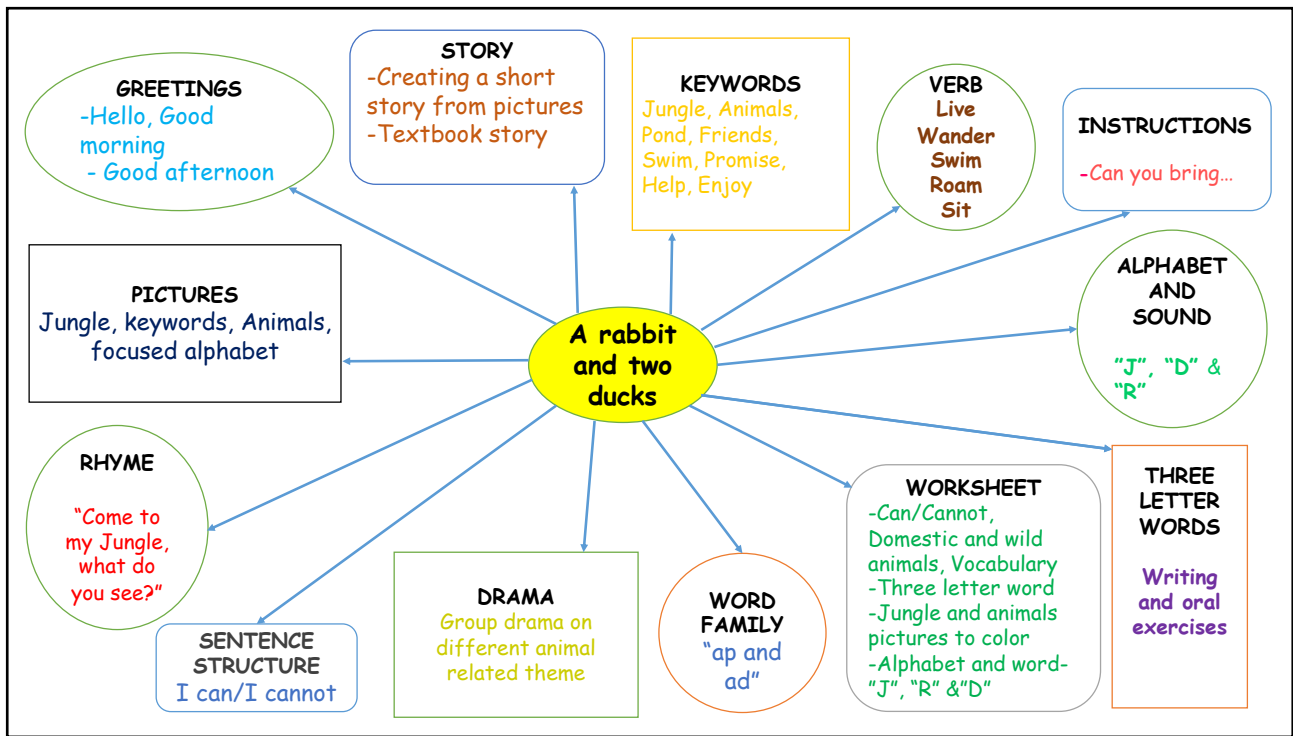 GREETINGS
-Hello, Good
morning
- Good afternoon
STORY
-Creating a short
story from pictures
-Textbook story
KEYWORDS
Jungle, Animals,
Pond, Friends,
Swim, Promise,
Help, Enjoy
VERB
Live
Wander
Swim
Roam
Sit
INSTRUCTIONS
-Can you bring…
PICTURES
Jungle, keywords, Animals,
focused alphabet
A rabbit
and two
ducks
ALPHABET
AND
SOUND
"J", "D" &
"R"
RHYME
"Come to
my Jungle,
what do
you see?"
SENTENCE
STRUCTURE
I can/I cannot
DRAMA
Group drama on
different animal
related theme
WORD
FAMILY
"ap and
ad"
WORKSHEET
-Can/Cannot,
Domestic and wild
animals, Vocabulary
-Three letter word
-Jungle and animals
pictures to color
-Alphabet and word-
"J", "R" &"D"
THREE
LETTER
WORDS
Writing
and oral
exercises